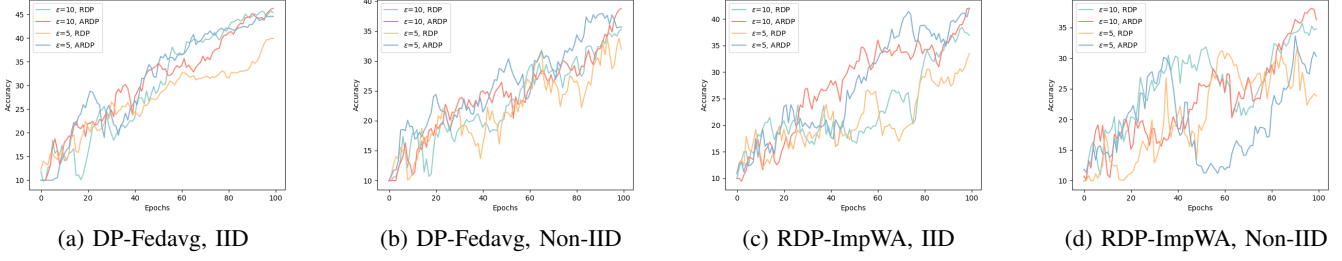 ε=10, RDP
ε=10, ARDP
ε=5, RDP
ε=5, ARDP
Accuracy
45
40
35
30
25
20
15
10
0 20 40 60 80 100
Epochs
(a) DP-Fedavg, IID
ε=10, RDP
ε=10, ARDP
ε=5, RDP
ε=5, ARDP
Accuracy
40
35
30
25
20
15
10
0 20 40 60 80 100
Epochs
(b) DP-Fedavg, Non-IID
ε=10, RDP
ε=10, ARDP
ε=5, RDP
ε=5, ARDP
Accuracy
40
35
30
25
20
15
10
0 20 40 60 80 100
Epochs
(c) RDP-ImpWA, IID
ε=10, RDP
ε=10, ARDP
ε=5, RDP
ε=5, ARDP
Accuracy
35
30
25
20
15
10
0 20 40 60 80 100
Epochs
(d) RDP-ImpWA, Non-IID